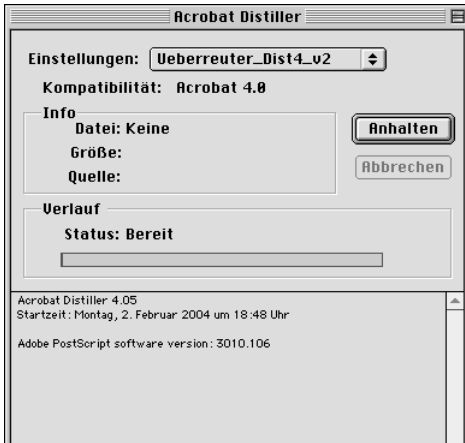 Acrobat Distiller
Einstellungen: Ueberreuter_Dist4_v2
Kompatibilität: Acrobat 4.0
Info
Datei: Keine
Größe:
Quelle:
Anhalten
Abbrechen
Verlauf
Status: Bereit
Acrobat Distiller 4.05
Startzeit: Montag, 2. Februar 2004 um 18:48 Uhr
Adobe PostScript software version: 3010.106